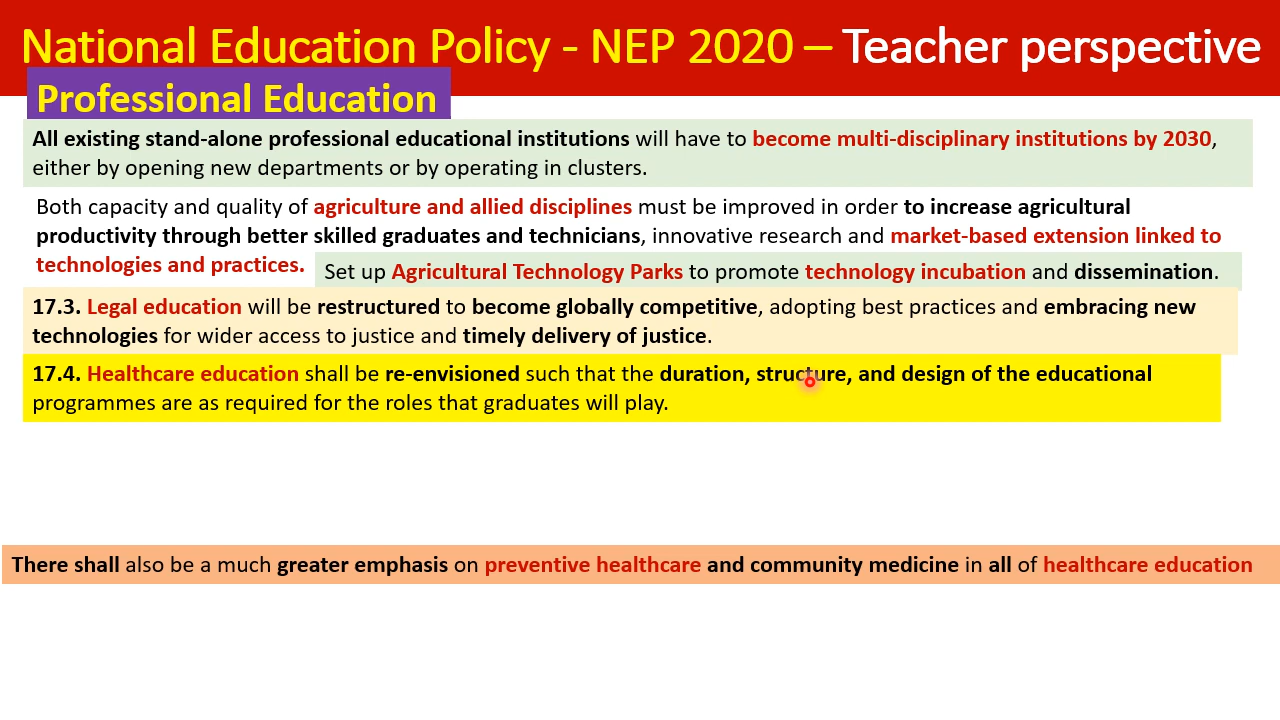 National Education Policy - NEP 2020 – Teacher perspective
Professional Education
All existing stand-alone professional educational institutions will have to become multi-disciplinary institutions by 2030,
either by opening new departments or by operating in clusters.
Both capacity and quality of agriculture and allied disciplines must be improved in order to increase agricultural
productivity through better skilled graduates and technicians, innovative research and market-based extension linked to
technologies and practices.
Set up Agricultural Technology Parks to promote technology incubation and dissemination.
17.3. Legal education will be restructured to become globally competitive, adopting best practices and embracing new
technologies for wider access to justice and timely delivery of justice.
17.4. Healthcare education shall be re-envisioned such that the duration, structure, and design of the educational
programmes are as required for the roles that graduates will play.
There shall also be a much greater emphasis on preventive healthcare and community medicine in all of healthcare education